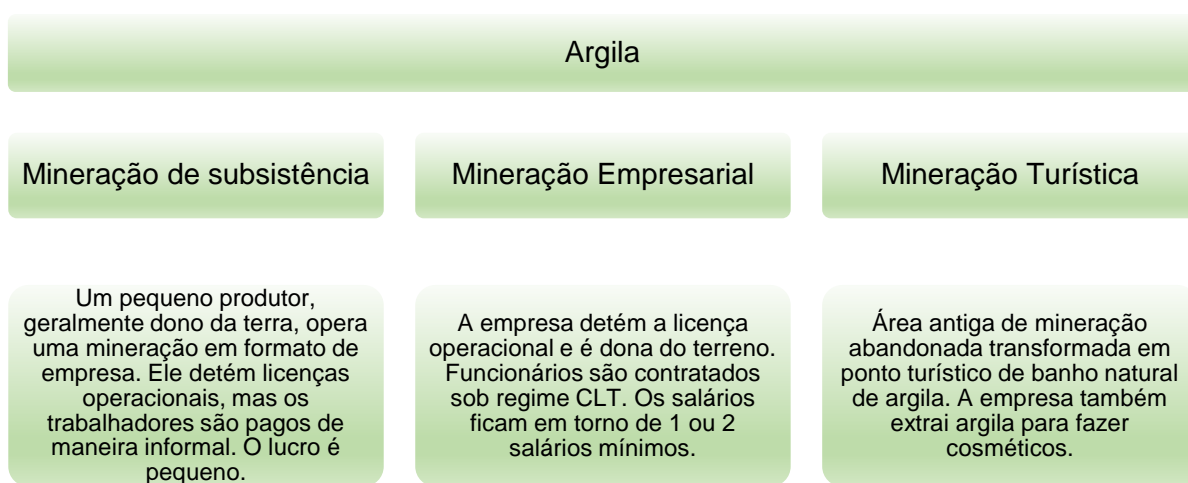 Argila
Mineração de subsistência
Mineração Empresarial
Mineração Turística
Um pequeno produtor,
geralmente dono da terra, opera
uma mineração em formato de
empresa. Ele detém licenças
operacionais, mas os
trabalhadores são pagos de
maneira informal. O lucro é
pequeno.
A empresa detém a licença
operacional e é dona do terreno.
Funcionários são contratados
sob regime CLT. Os salários
ficam em torno de 1 ou 2
salários mínimos.
Área antiga de mineração
abandonada transformada em
ponto turístico de banho natural
de argila. A empresa também
extrai argila para fazer
cosméticos.